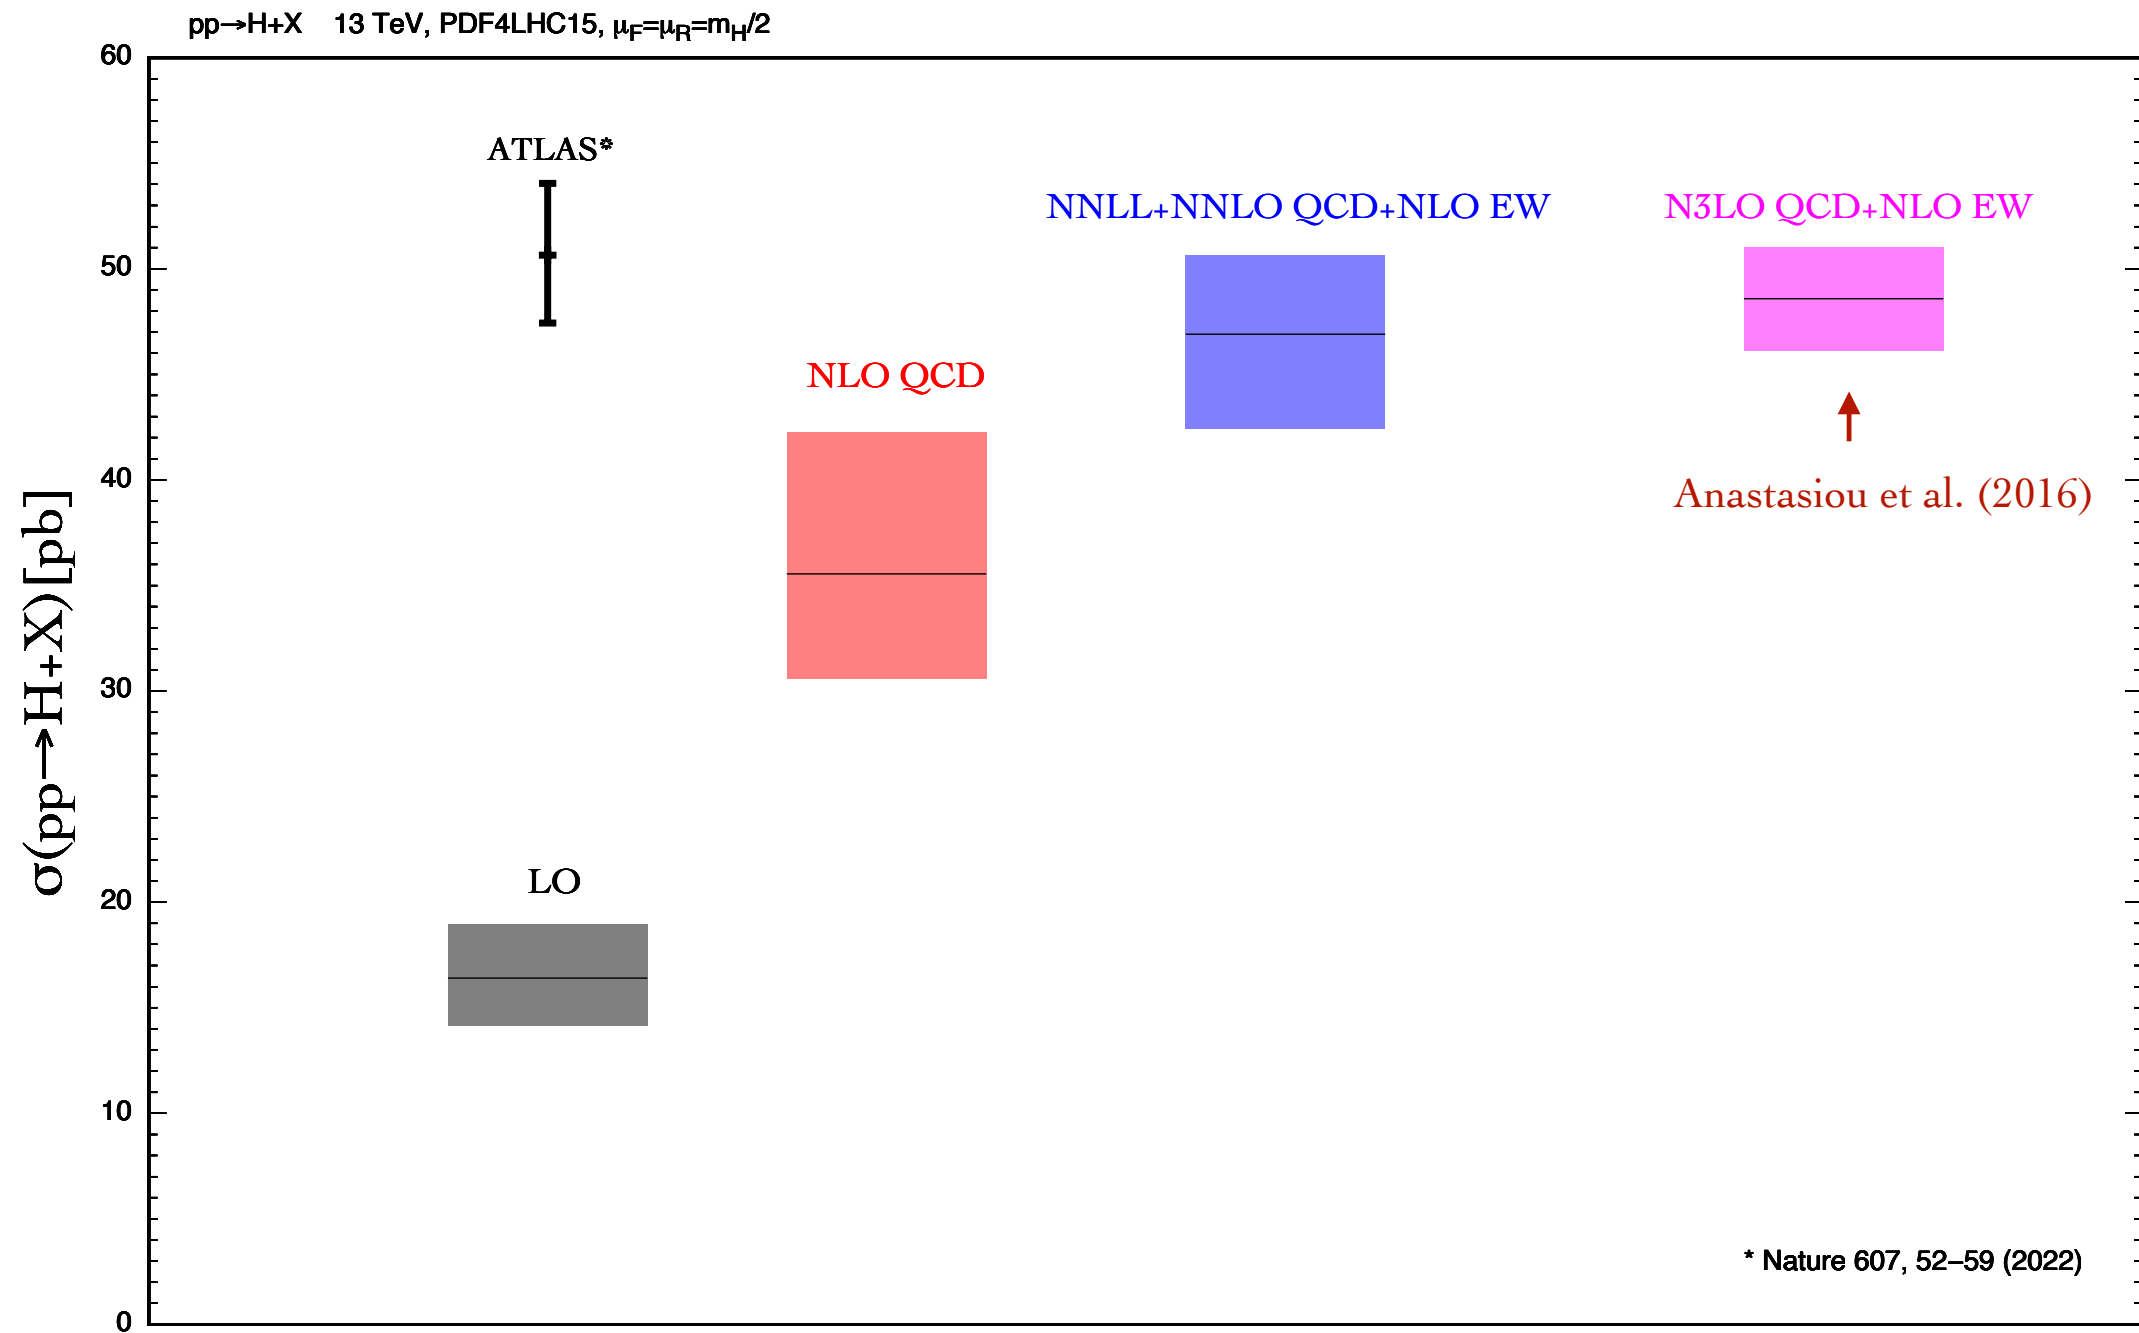 pp→H+X 13 TeV, PDF4LHC15, μF=μR=mH/2
60
ATLAS*
NNLL+NNLO QCD+NLO EW
N3LO QCD+NLO EW
50
NLO QCD
40
Anastasiou et al. (2016)
σ(pp→H+X)[pb]
30
LO
20
10
* Nature 607, 52–59 (2022)
0